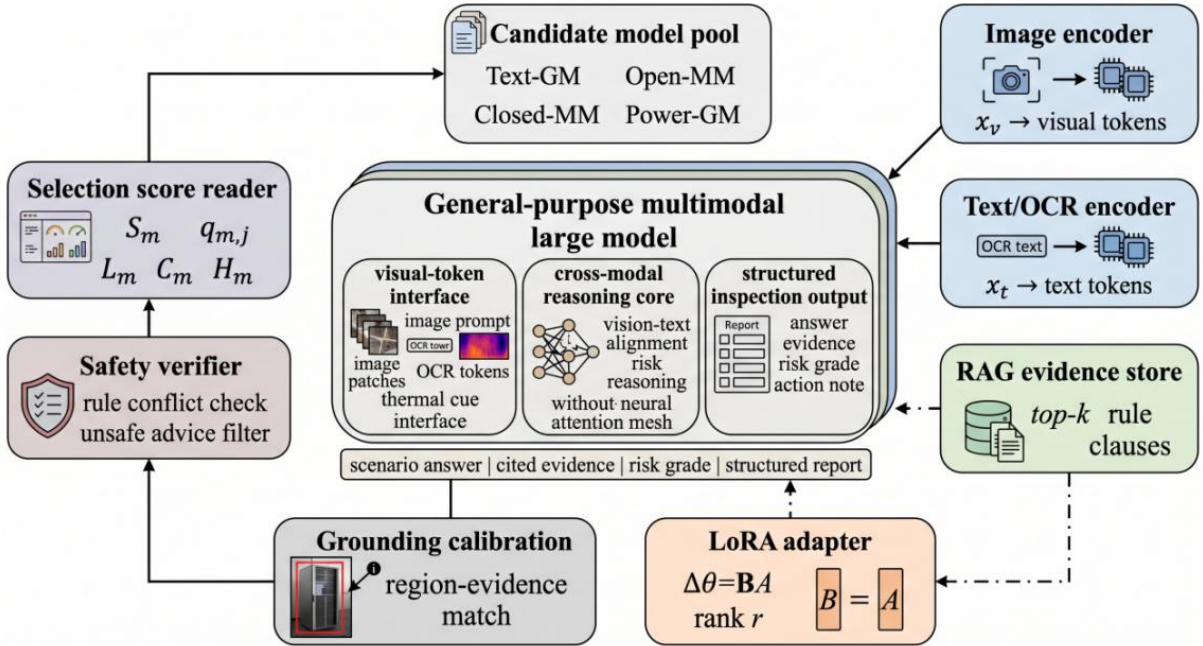 Candidate model pool
Text-GM Open-MM
Closed-MM Power-GM
Image encoder
x_v → visual tokens
Selection score reader
S_m q_{m,j}
L_m C_m H_m
General-purpose multimodal
large model
visual-token
interface
image prompt
OCR towr
image
patches
OCR tokens
thermal cue
interface
cross-modal
reasoning core
vision-text
alignment
risk
reasoning
without neural
attention mesh
structured
inspection output
Report
answer
evidence
risk grade
action note
Text/OCR encoder
OCR text
x_t → text tokens
Safety verifier
rule conflict check
unsafe advice filter
RAG evidence store
top-k rule
clauses
scenario answer | cited evidence | risk grade | structured report
Grounding calibration
i
region-evidence
match
LoRA adapter
Δθ=BA
rank r
B = A